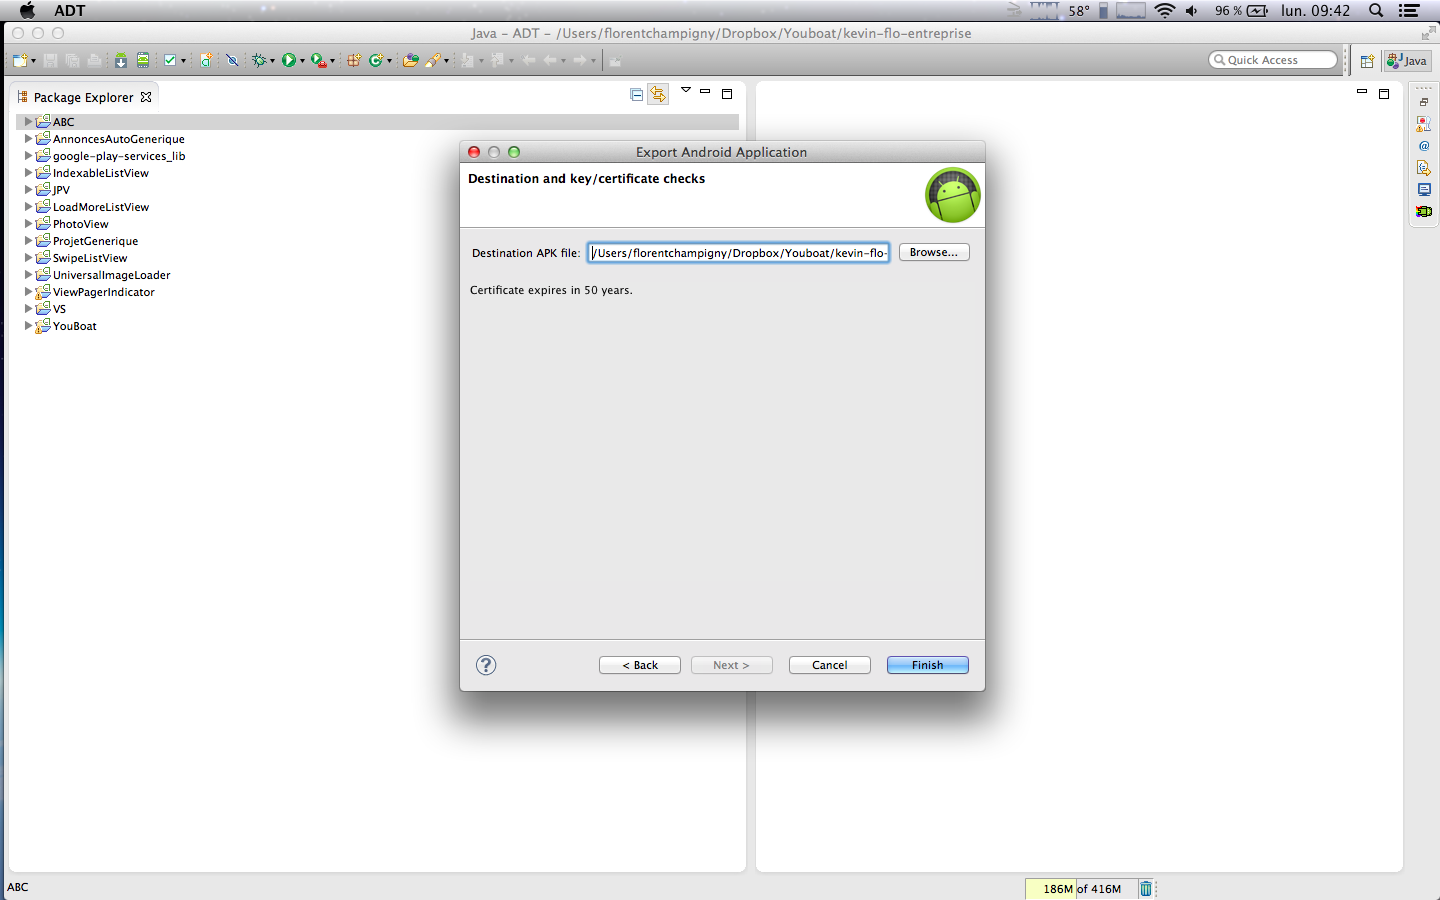 ADT
58°
96 %
lun. 09:42
Java - ADT - /Users/florentchampigny/Dropbox/Youboat/kevin-flo-entreprise
Quick Access
Java
Package Explorer
ABC
AnnoncesAutoGenerique
google-play-services_lib
IndexableListView
JPV
LoadMoreListView
PhotoView
ProjetGenerique
SwipeListView
UniversalImageLoader
ViewPagerIndicator
VS
YouBoat
Export Android Application
Destination and key/certificate checks
Destination APK file: /Users/florentchampigny/Dropbox/Youboat/kevin-flo- Browse...
Certificate expires in 50 years.
? < Back Next > Cancel Finish
ABC
186M of 416M